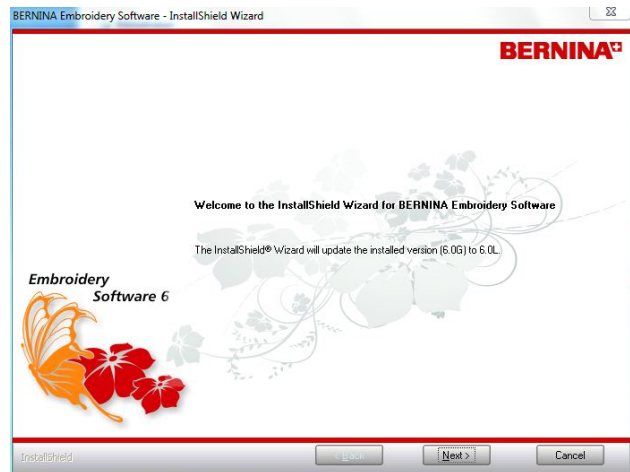 BERNINA Embroidery Software - InstallShield Wizard
BERNINA
Welcome to the InstallShield Wizard for BERNINA Embroidery Software
The InstallShield® Wizard will update the installed version (6.0G) to 6.0L.
Embroidery
Software 6
InstallShield
< Back
Next >
Cancel